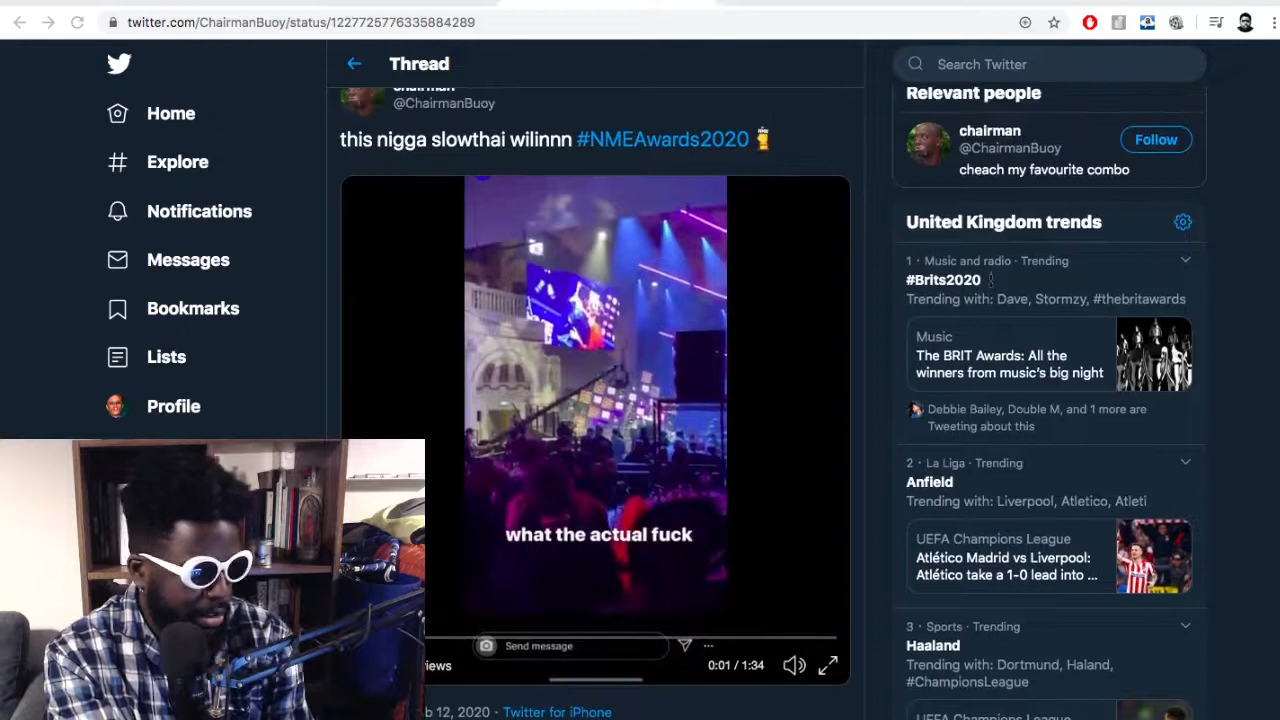 twitter.com/ChairmanBuoy/status/1227725776335884289
Home
Explore
Notifications
Messages
Bookmarks
Lists
Profile
Thread
chairman
@ChairmanBuoy
this nigga slowthai wilinnn #NMEAwards2020
what the actual fuck
Send message
iews
0:01 / 1:34
b 12, 2020 · Twitter for iPhone
Search Twitter
Relevant people
chairman
@ChairmanBuoy
Follow
cheach my favourite combo
United Kingdom trends
1 · Music and radio · Trending
#Brits2020
Trending with: Dave, Stormzy, #thebritawards
Music
The BRIT Awards: All the
winners from music's big night
Debbie Bailey, Double M, and 1 more are
Tweeting about this
2 · La Liga · Trending
Anfield
Trending with: Liverpool, Atletico, Atleti
UEFA Champions League
Atlético Madrid vs Liverpool:
Atlético take a 1-0 lead into ...
3 · Sports · Trending
Haaland
Trending with: Dortmund, Haland,
#ChampionsLeague
UEFA Champions League